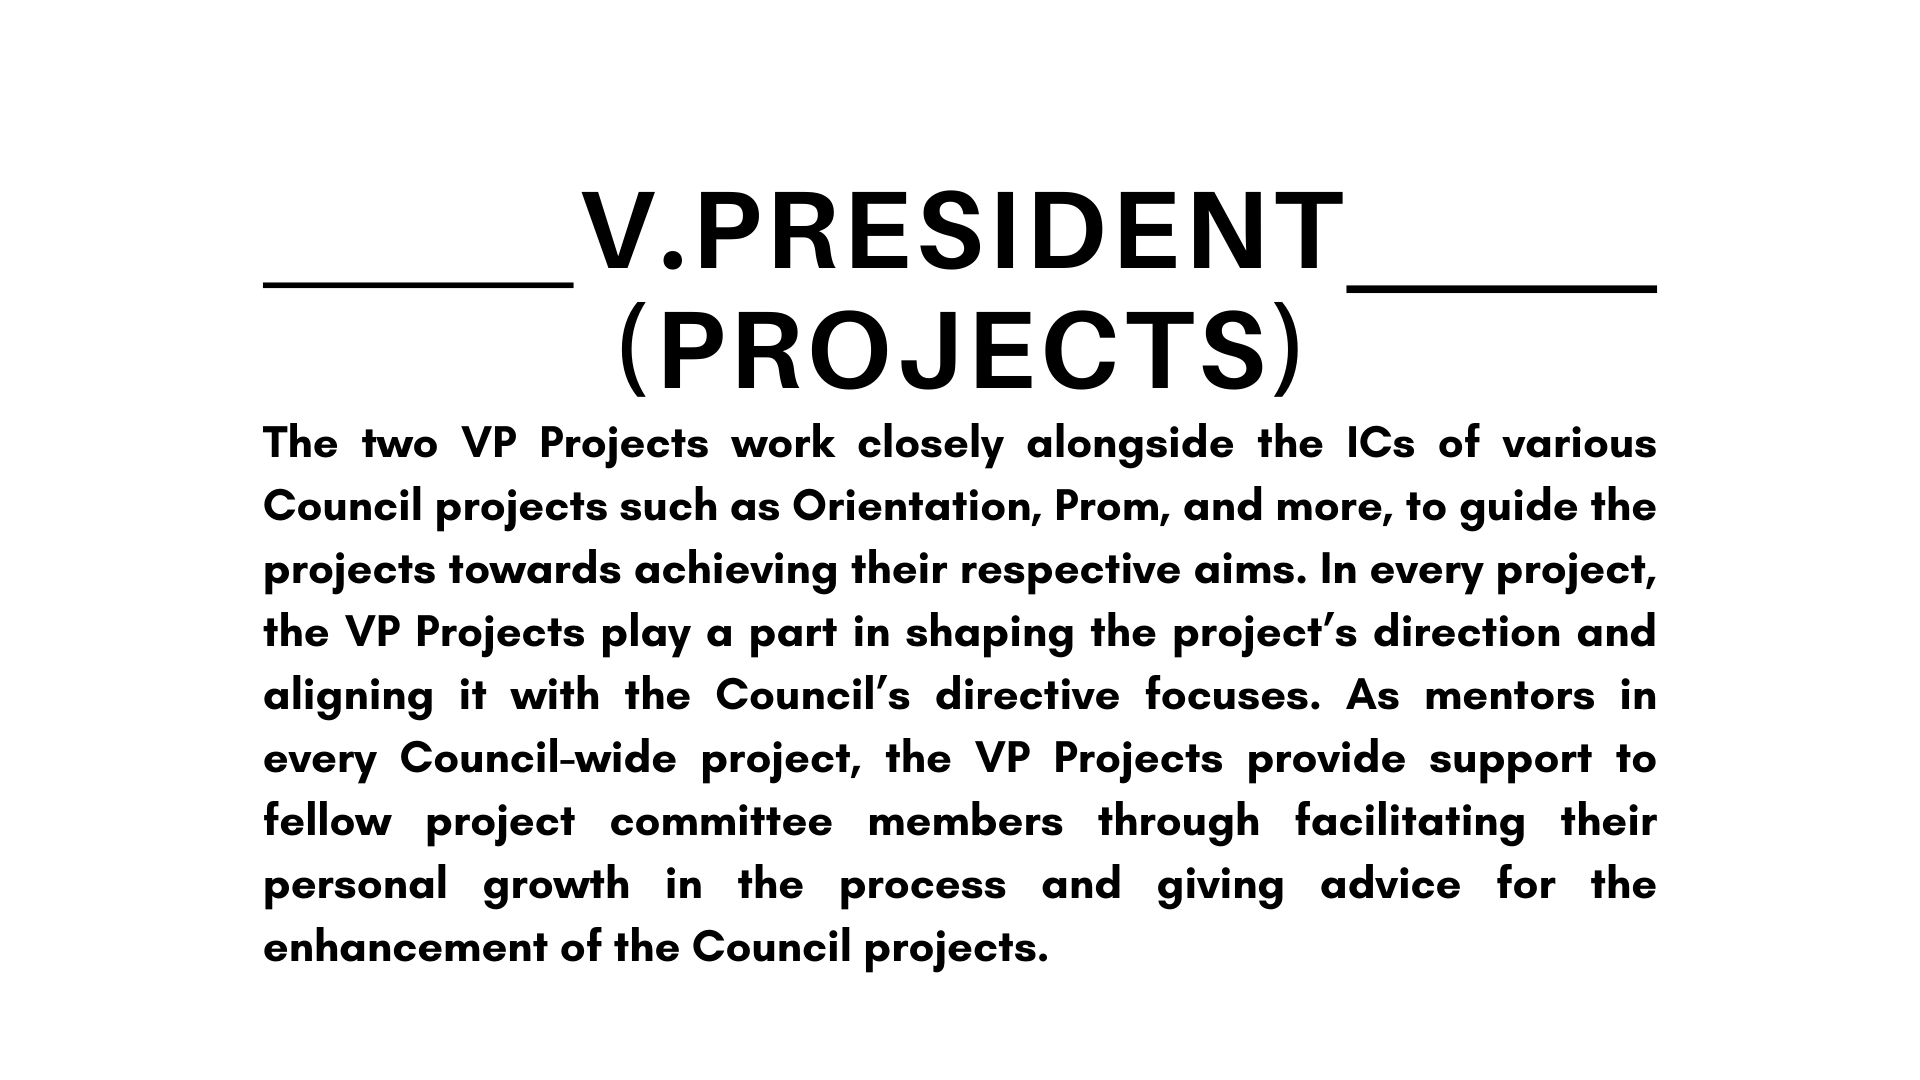 V.PRESIDENT
(PROJECTS)
The two VP Projects work closely alongside the ICs of various
Council projects such as Orientation, Prom, and more, to guide the
projects towards achieving their respective aims. In every project,
the VP Projects play a part in shaping the project’s direction and
aligning it with the Council’s directive focuses. As mentors in
every Council-wide project, the VP Projects provide support to
fellow project committee members through facilitating their
personal growth in the process and giving advice for the
enhancement of the Council projects.